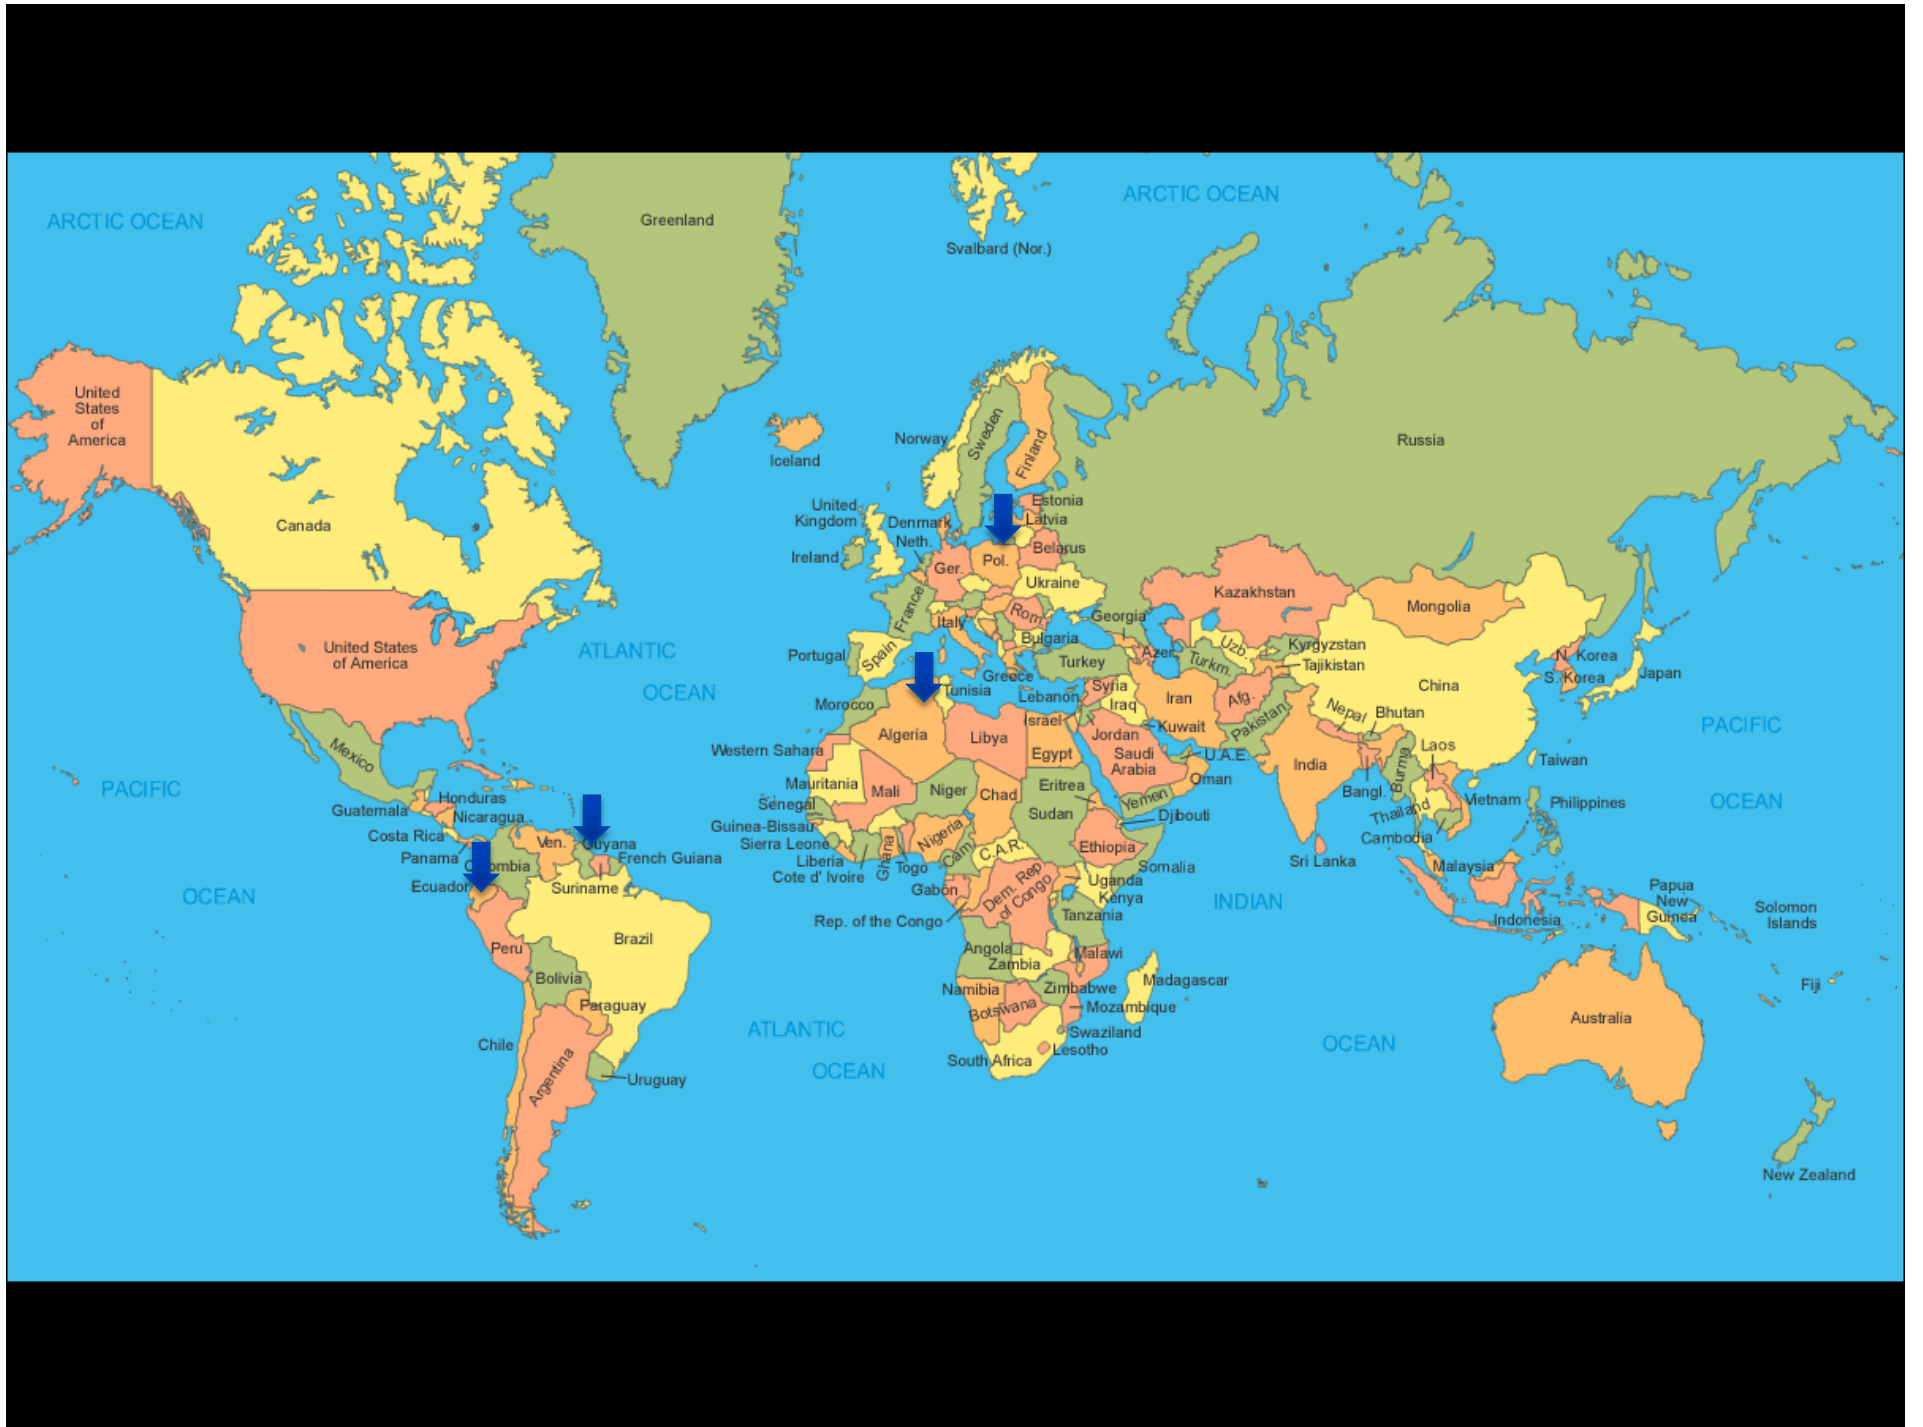 ARCTIC OCEAN
Greenland
Svalbard (Nor.)
ARCTIC OCEAN
United
States
of
America
Canada
Iceland
Norway
Sweden
Finland
Russia
United
Kingdom
Ireland
Denmark
Neth.
Estonia
Latvia
Belarus
Ger.
Pol.
Ukraine
France
Italy
Rom.
Bulgaria
Georgia
Kazakhstan
Mongolia
United States
of America
ATLANTIC
OCEAN
Portugal
Spain
Greece
Turkey
Azer.
Uzb.
Turkm.
Kyrgyzstan
Tajikistan
China
N. Korea
S. Korea
Japan
Mexico
Morocco
Tunisia
Lebanon
Syria
Iraq
Iran
Afg.
Pakistan
Nepal
Bhutan
PACIFIC
OCEAN
Algeria
Libya
Israel
Egypt
Jordan
Kuwait
Saudi
Arabia
U.A.E.
Oman
India
Bangl.
Burma
Laos
Taiwan
Western Sahara
Mauritania
Mali
Niger
Chad
Eritrea
Sudan
Yemen
Djibouti
Thailand
Vietnam
Cambodia
Philippines
PACIFIC
OCEAN
Guatemala
Honduras
Nicaragua
Costa Rica
Panama
Ven.
Guyana
French Guiana
Suriname
Ecuador
Senegal
Guinea-Bissau
Sierra Leone
Liberia
Cote d' Ivoire
Ghana
Togo
Nigeria
Cam.
C.A.R.
Ethiopia
Somalia
Sri Lanka
Malaysia
Gabon
Rep. of the Congo
Dem. Rep
of Congo
Uganda
Kenya
Tanzania
INDIAN
OCEAN
Indonesia
Papua
New
Guinea
Solomon
Islands
Peru
Brazil
Bolivia
Paraguay
Chile
Argentina
Uruguay
ATLANTIC
OCEAN
Angola
Zambia
Malawi
Namibia
Botswana
Zimbabwe
Mozambique
Madagascar
Swaziland
Lesotho
South Africa
Australia
Fiji
New Zealand